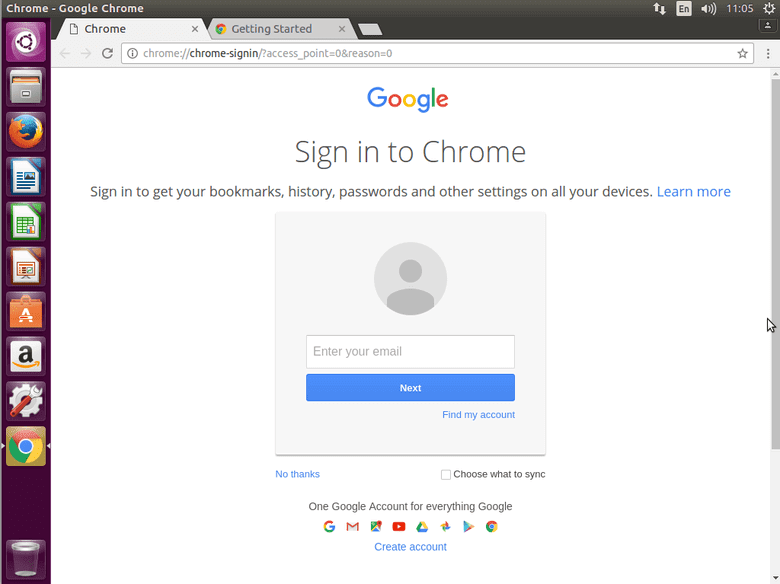 Chrome - Google Chrome
En
11:05
Chrome
Getting Started
chrome://chrome-signin/?access_point=0&reason=0
Google
Sign in to Chrome
Sign in to get your bookmarks, history, passwords and other settings on all your devices. Learn more
Enter your email
Next
Find my account
No thanks
Choose what to sync
One Google Account for everything Google
Create account